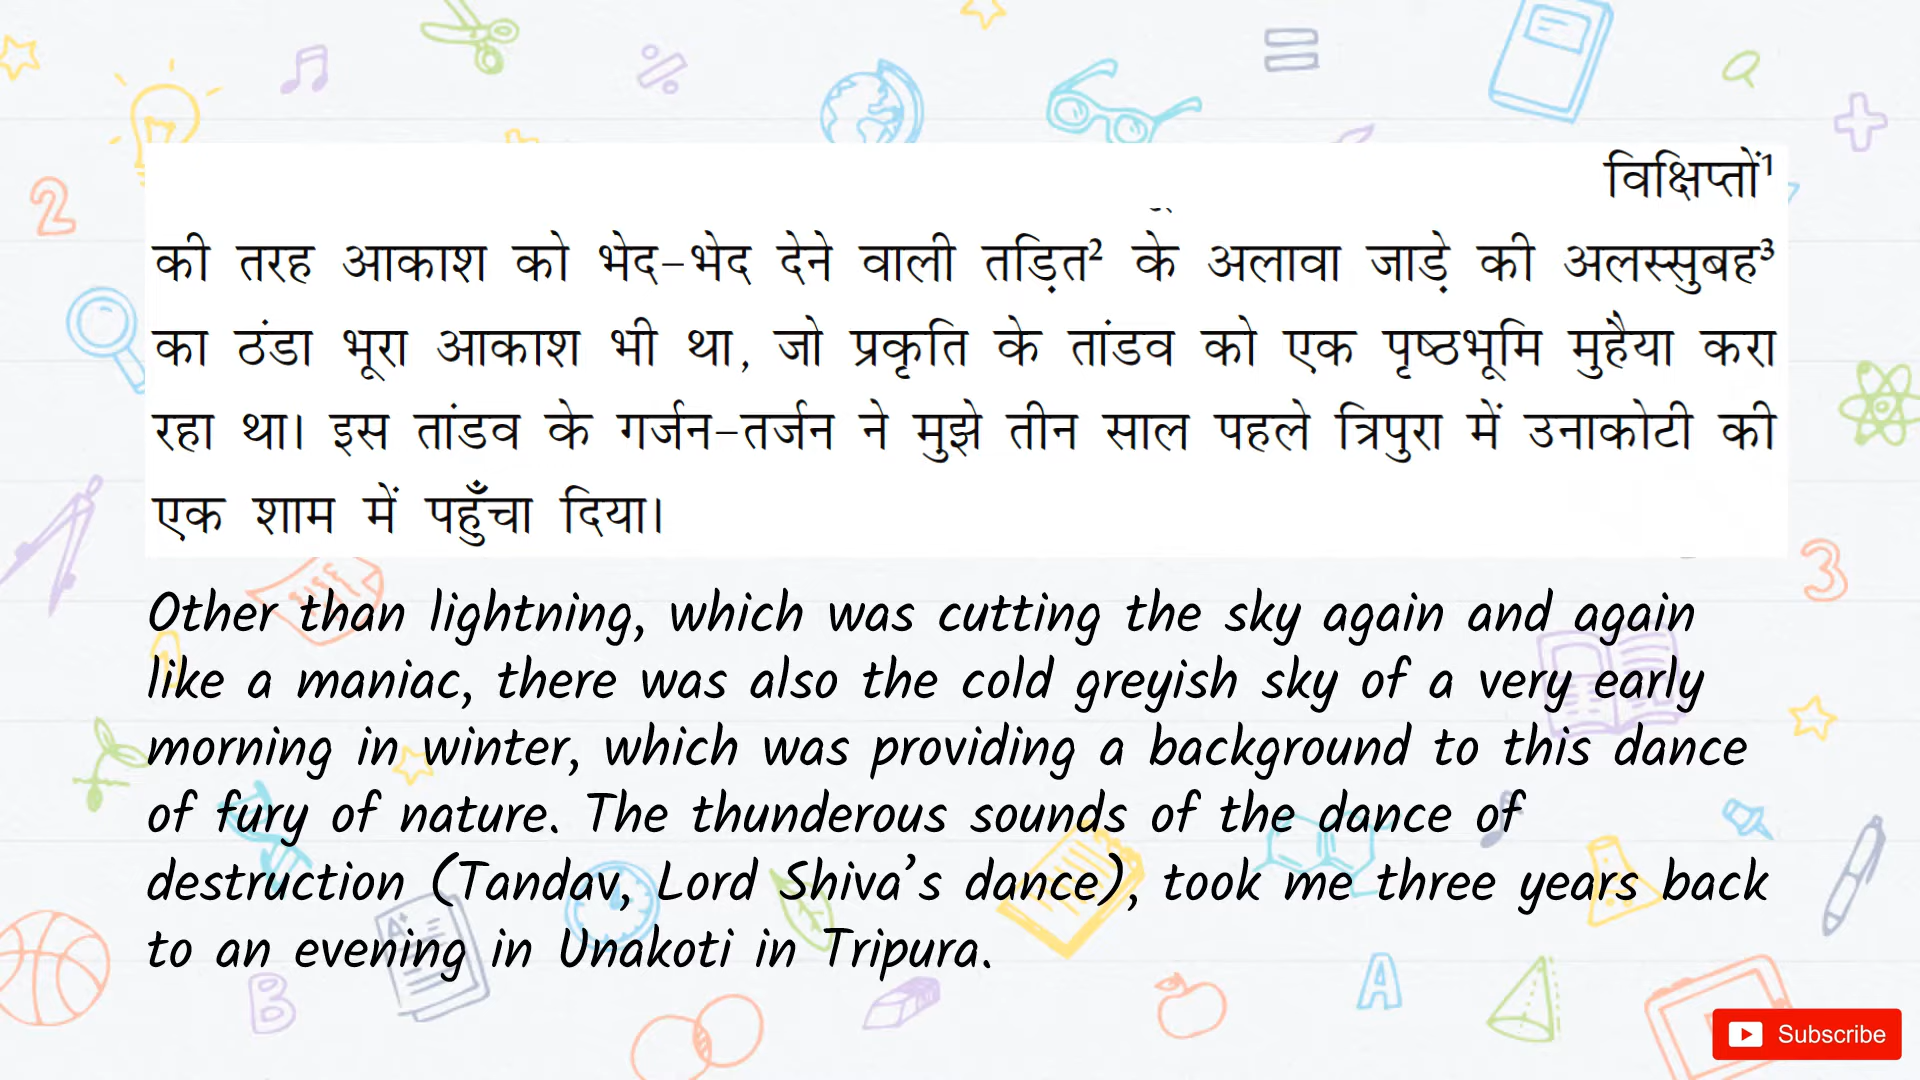 विक्षिप्तों¹
की तरह आकाश को भेद-भेद देने वाली तड़ित² के अलावा जाड़े की अलस्सुबह³
का ठंडा भूरा आकाश भी था, जो प्रकृति के तांडव को एक पृष्ठभूमि मुहैया करा
रहा था। इस तांडव के गर्जन-तर्जन ने मुझे तीन साल पहले त्रिपुरा में उनाकोटी की
एक शाम में पहुँचा दिया।
Other than lightning, which was cutting the sky again and again
like a maniac, there was also the cold greyish sky of a very early
morning in winter, which was providing a background to this dance
of fury of nature. The thunderous sounds of the dance of
destruction (Tandav, Lord Shiva’s dance), took me three years back
to an evening in Unakoti in Tripura.
Subscribe